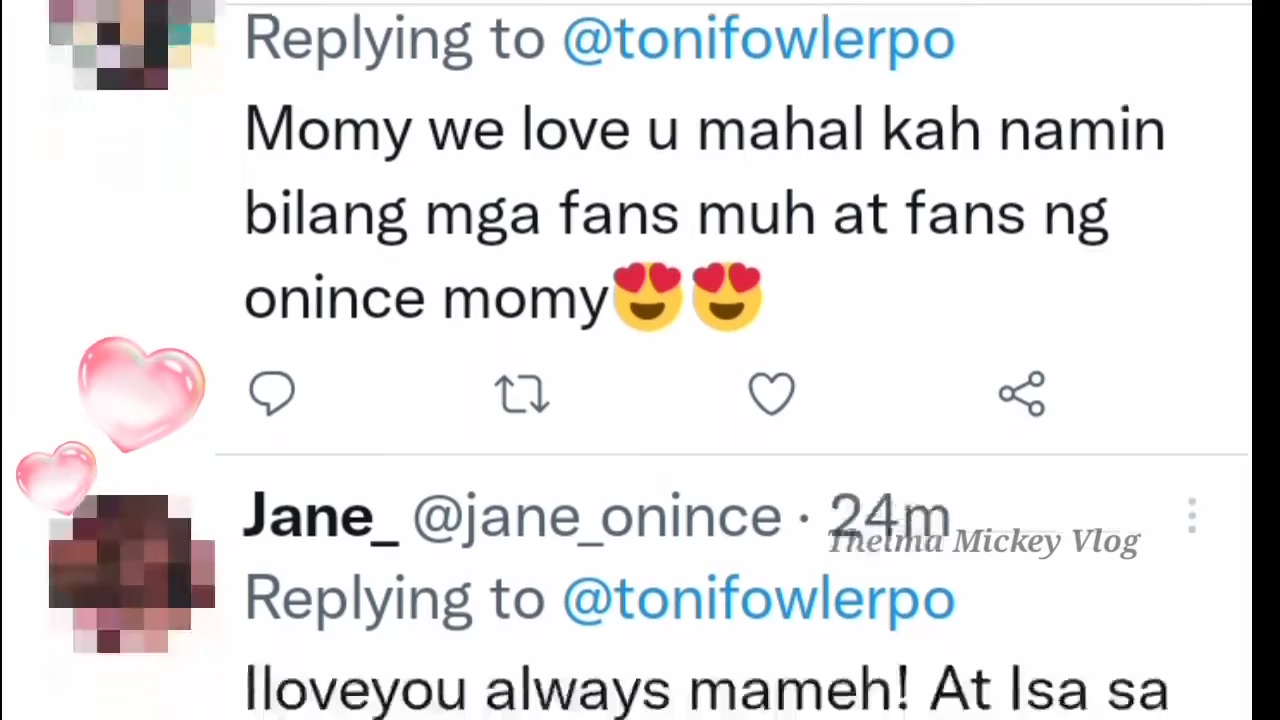 Replying to @tonifowlerpo
Momy we love u mahal kah namin
bilang mga fans muh at fans ng
onince momy😍😍
Jane_ @jane_onince · 24m
Thelma Mickey Vlog
Replying to @tonifowlerpo
Iloveyou always mameh! At Isa sa